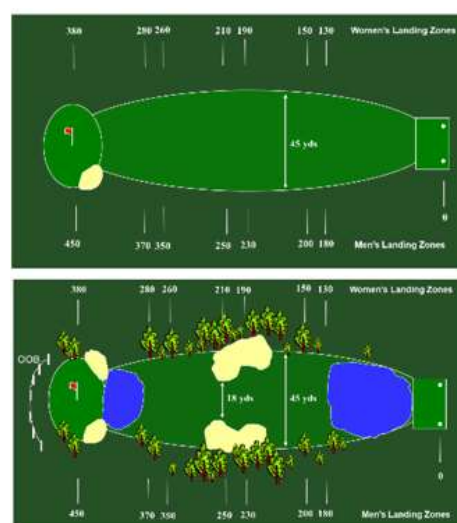 Women's Landing Zones
380 280 260 210 190 150 130
45 yds
0
450 370 350 250 230 200 180
Men's Landing Zones
380 280 260 210 190 150 130
Women's Landing Zones
OOB
18 yds 45 yds
0
450 370 350 250 230 200 180
Men's Landing Zones